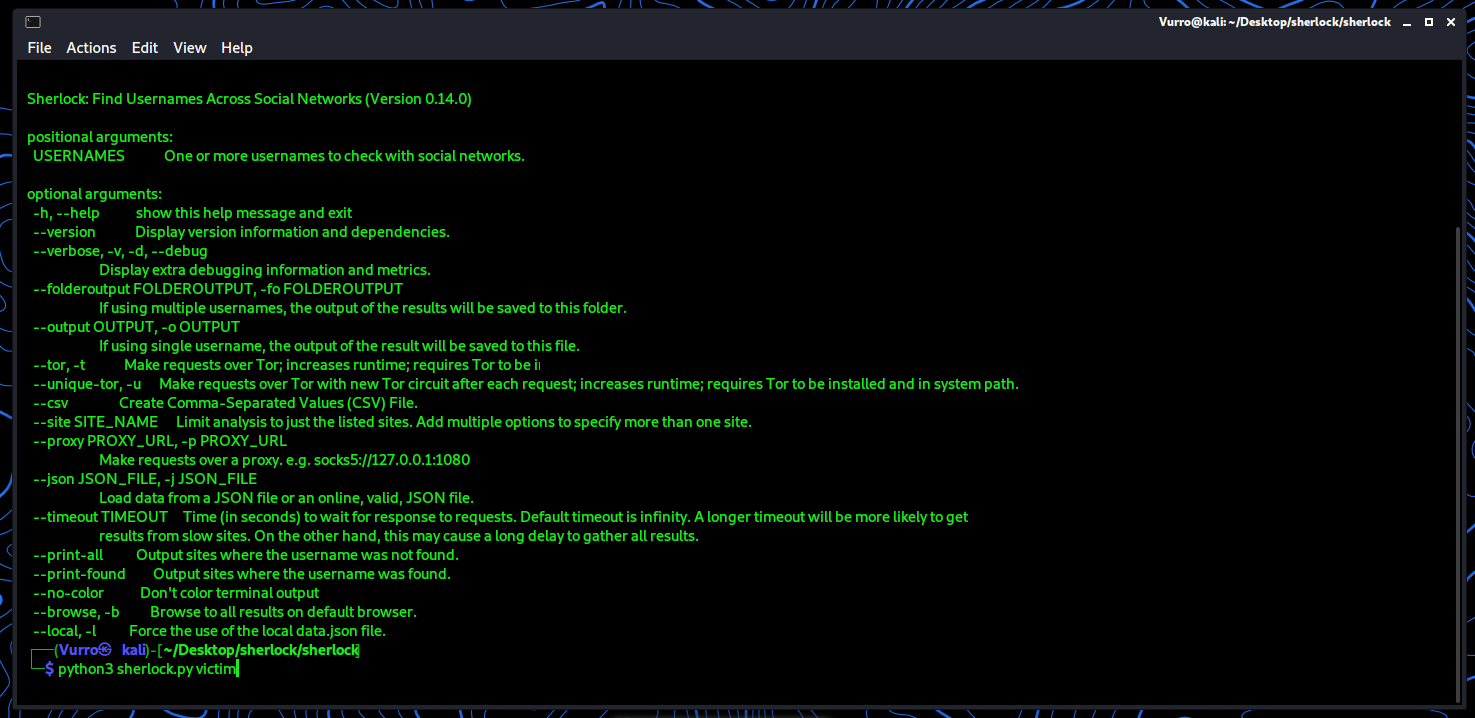 Vurro@kali: ~/Desktop/sherlock/sherlock
File Actions Edit View Help
Sherlock: Find Usernames Across Social Networks (Version 0.14.0)
positional arguments:
USERNAMES One or more usernames to check with social networks.
optional arguments:
-h, --help show this help message and exit
--version Display version information and dependencies.
--verbose, -v, -d, --debug
Display extra debugging information and metrics.
--folderoutput FOLDEROUTPUT, -fo FOLDEROUTPUT
If using multiple usernames, the output of the results will be saved to this folder.
--output OUTPUT, -o OUTPUT
If using single username, the output of the result will be saved to this file.
--tor, -t Make requests over Tor; increases runtime; requires Tor to be
--unique-tor, -u Make requests over Tor with new Tor circuit after each request; increases runtime; requires Tor to be installed and in system path.
--csv Create Comma-Separated Values (CSV) File.
--site SITE_NAME Limit analysis to just the listed sites. Add multiple options to specify more than one site.
--proxy PROXY_URL, -p PROXY_URL
Make requests over a proxy. e.g. socks5://127.0.0.1:1080
--json JSON_FILE, -j JSON_FILE
Load data from a JSON file or an online, valid, JSON file.
--timeout TIMEOUT Time (in seconds) to wait for response to requests. Default timeout is infinity. A longer timeout will be more likely to get
results from slow sites. On the other hand, this may cause a long delay to gather all results.
--print-all Output sites where the username was not found.
--print-found Output sites where the username was found.
--no-color Don't color terminal output
--browse, -b Browse to all results on default browser.
--local, -l Force the use of the local data.json file.
(Vurro㉿ kali)-[~/Desktop/sherlock/sherlock]
$ python3 sherlock.py victim